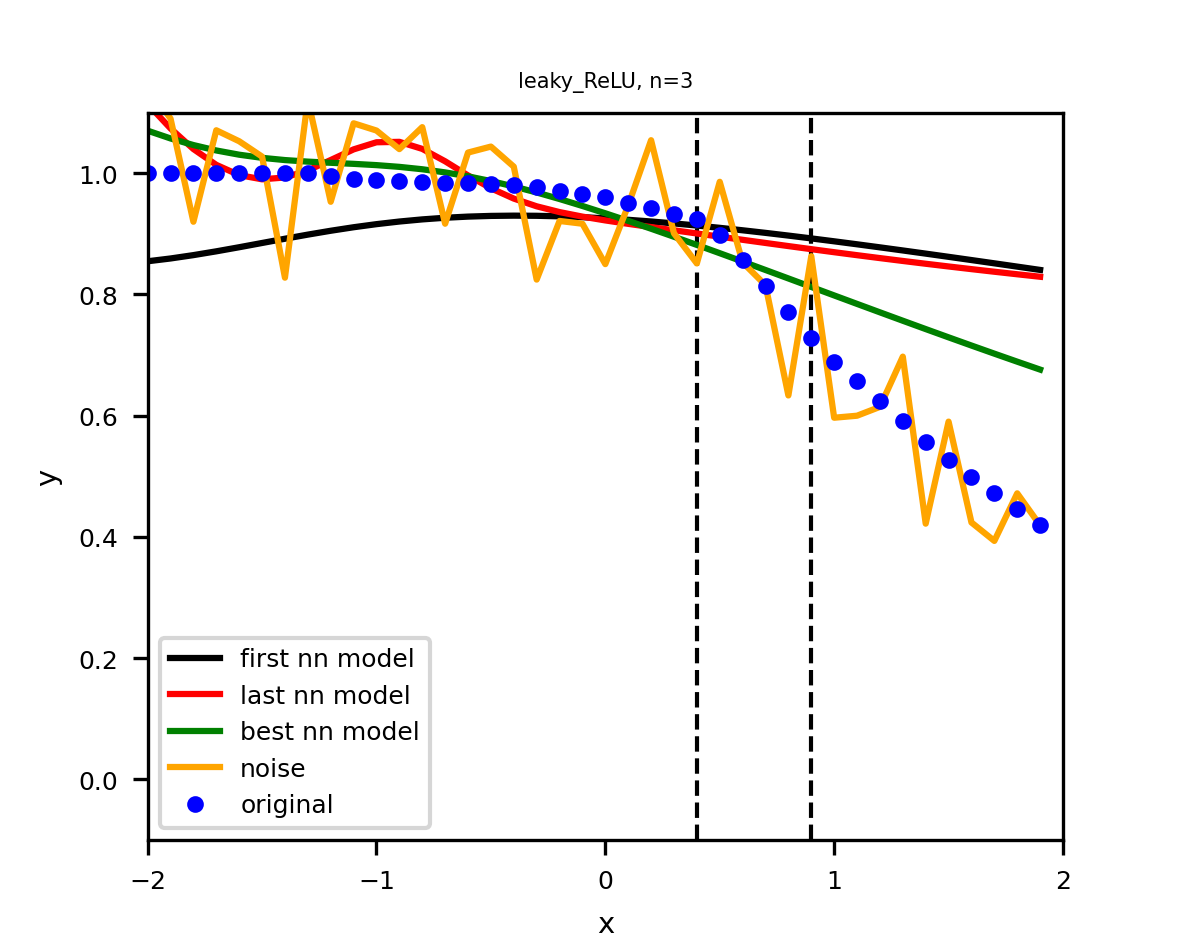 leaky_ReLU, n=3
1.0
0.8
0.6
0.4
0.2
0.0
y
first nn model
last nn model
best nn model
noise
original
−2 −1 0 1 2
x